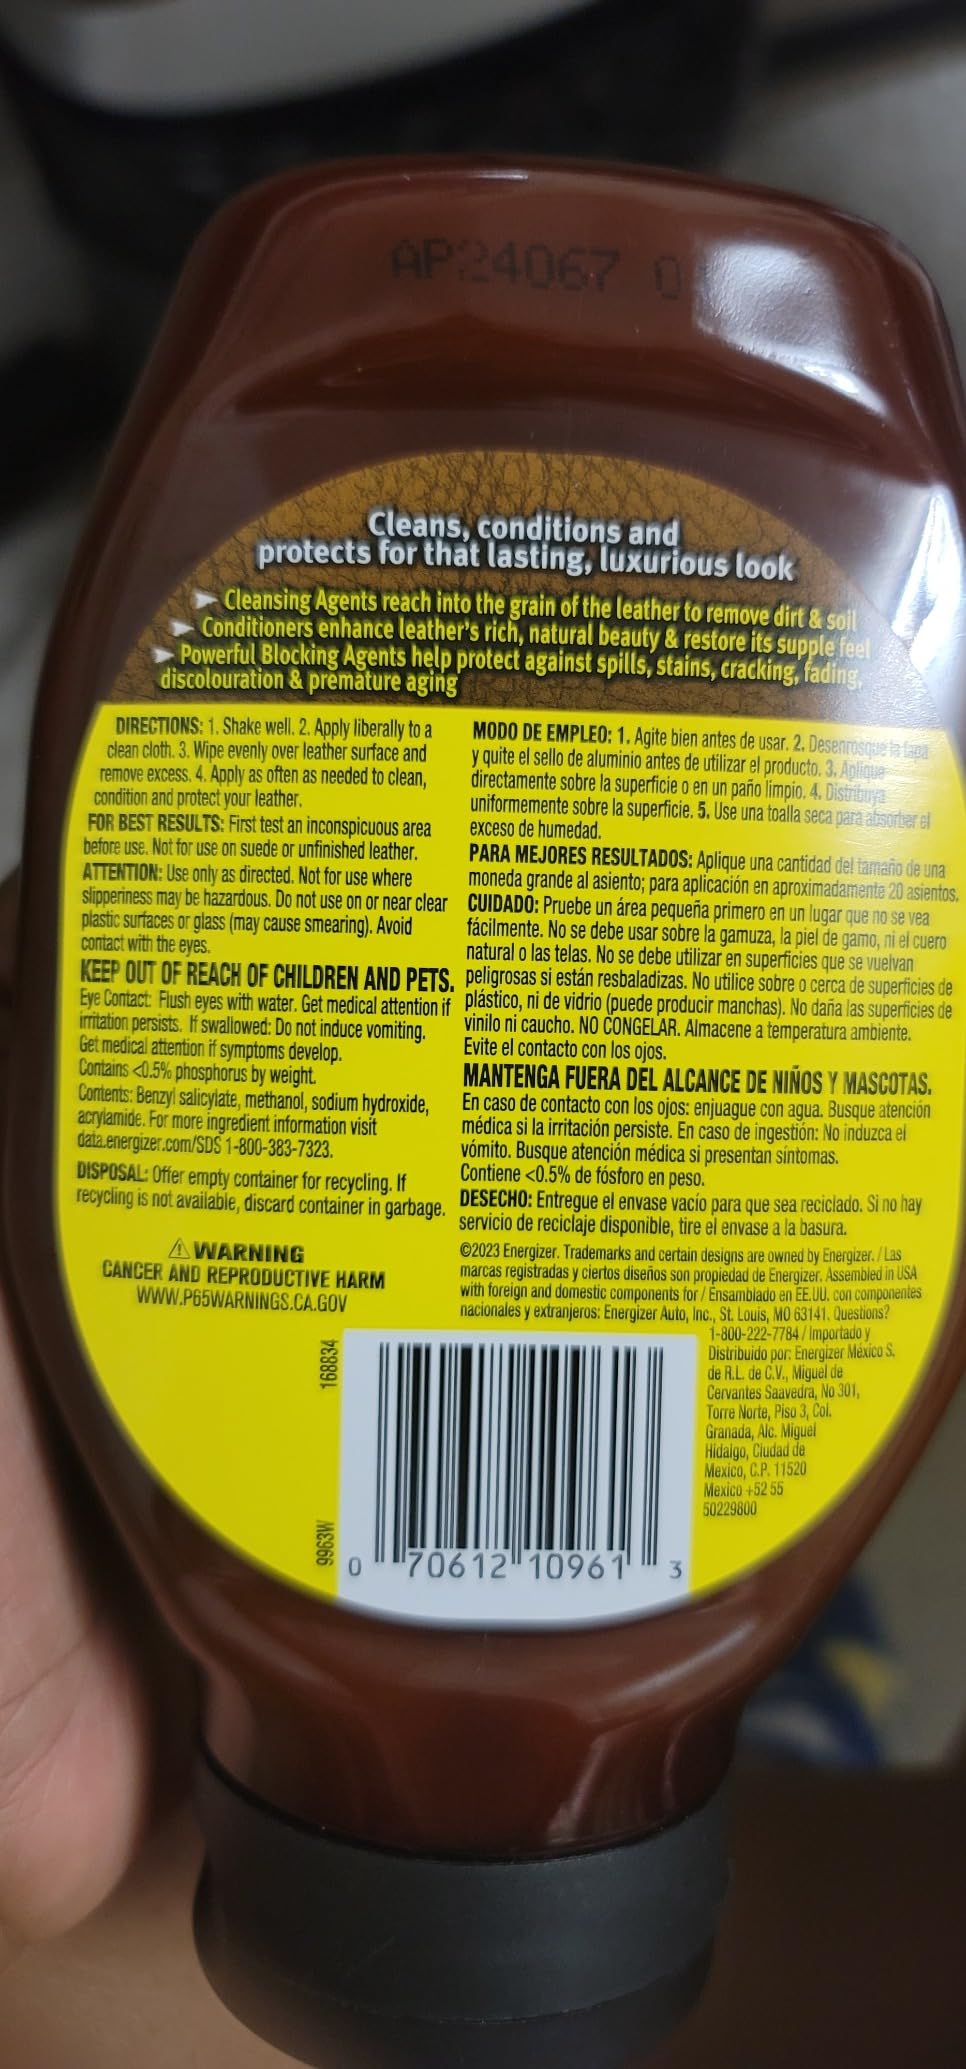 AP24067 0
Cleans, conditions and
protects for that lasting, luxurious look
Cleansing Agents reach into the grain of the leather to remove dirt & soil
Conditioners enhance leather's rich, natural beauty & restore its supple feel
Powerful Blocking Agents help protect against spills, stains, cracking, fading,
discolouration & premature aging
DIRECTIONS: 1. Shake well. 2. Apply liberally to a
clean cloth. 3. Wipe evenly over leather surface and
remove excess. 4. Apply as often as needed to clean,
condition and protect your leather.
FOR BEST RESULTS: First test an inconspicuous area
before use. Not for use on suede or unfinished leather.
ATTENTION: Use only as directed. Not for use where
slipperiness may be hazardous. Do not use on or near clear
plastic surfaces or glass (may cause smearing). Avoid
contact with the eyes.
KEEP OUT OF REACH OF CHILDREN AND PETS.
Eye Contact: Flush eyes with water. Get medical attention if
irritation persists. If swallowed: Do not induce vomiting.
Get medical attention if symptoms develop.
Contains <0.5% phosphorus by weight.
Contents: Benzyl salicylate, methanol, sodium hydroxide,
acrylamide. For more ingredient information visit
data.energizer.com/SDS 1-800-383-7323.
DISPOSAL: Offer empty container for recycling. If
recycling is not available, discard container in garbage.
⚠ WARNING
CANCER AND REPRODUCTIVE HARM
WWW.P65WARNINGS.CA.GOV
MODO DE EMPLEO: 1. Agite bien antes de usar. 2. Desenrosque la tapa
y quite el sello de aluminio antes de utilizar el producto. 3. Aplique
directamente sobre la superficie o en un paño limpio. 4. Distribuya
uniformemente sobre la superficie. 5. Use una toalla seca para absorber el
exceso de humedad.
PARA MEJORES RESULTADOS: Aplique una cantidad del tamaño de una
moneda grande al asiento; para aplicación en aproximadamente 20 asientos.
CUIDADO: Pruebe un área pequeña primero en un lugar que no se vea
fácilmente. No se debe usar sobre la gamuza, la piel de gamo, ni el cuero
natural o las telas. No se debe utilizar en superficies que se vuelvan
peligrosas si están resbaladizas. No utilice sobre o cerca de superficies de
plástico, ni de vidrio (puede producir manchas). No daña las superficies de
vinilo ni caucho. NO CONGELAR. Almacene a temperatura ambiente.
Evite el contacto con los ojos.
MANTENGA FUERA DEL ALCANCE DE NIÑOS Y MASCOTAS.
En caso de contacto con los ojos: enjuague con agua. Busque atención
médica si la irritación persiste. En caso de ingestión: No induzca el
vómito. Busque atención médica si presentan síntomas.
Contiene <0.5% de fósforo en peso.
DESECHO: Entregue el envase vacío para que sea reciclado. Si no hay
servicio de reciclaje disponible, tire el envase a la basura.
©2023 Energizer. Trademarks and certain designs are owned by Energizer. / Las
marcas registradas y ciertos diseños son propiedad de Energizer. Assembled in USA
with foreign and domestic components for / Ensamblado en EE.UU. con componentes
nacionales y extranjeros: Energizer Auto, Inc., St. Louis, MO 63141. Questions?
1-800-222-7784 / Importado y
Distribuido por: Energizer México S.
de R.L. de C.V., Miguel de
Cervantes Saavedra, No 301,
Torre Norte, Piso 3, Col.
Granada, Alc. Miguel
Hidalgo, Ciudad de
Mexico, C.P. 11520
Mexico +52 55
50229800
168834
9963W
0 70612 10961 3